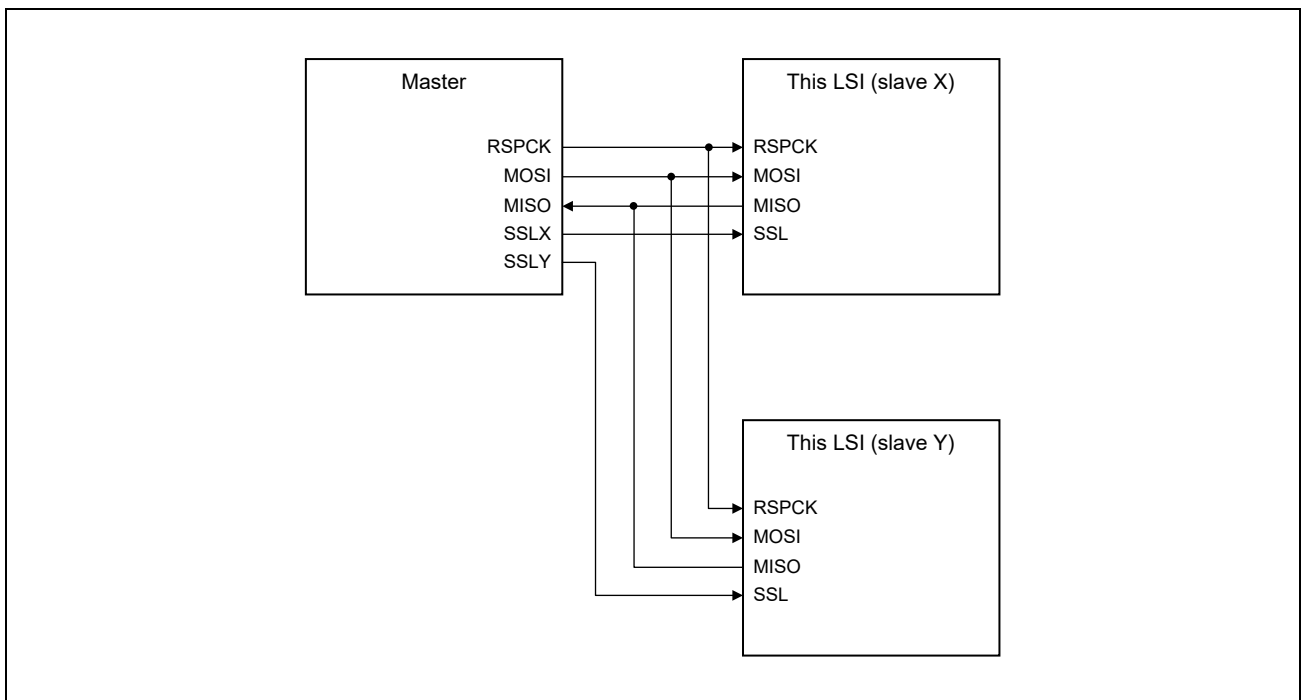 Master
RSPCK
MOSI
MISO
SSLX
SSLY
This LSI (slave X)
RSPCK
MOSI
MISO
SSL
This LSI (slave Y)
RSPCK
MOSI
MISO
SSL